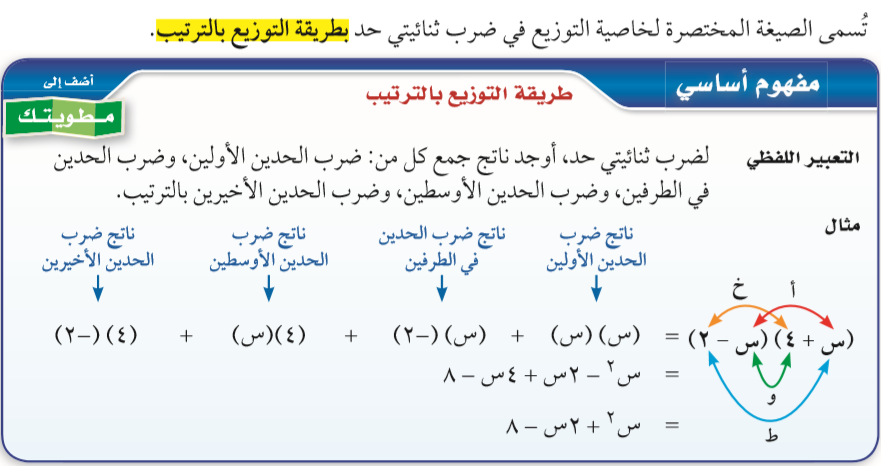 تُسمى الصيغة المختصرة لخاصية التوزيع في ضرب ثنائيتي حد بطريقة التوزيع بالترتيب.
مفهوم أساسي
طريقة التوزيع بالترتيب
أضف إلى
مـطويتـك
التعبير اللفظي لضرب ثنائيتي حد، أوجد ناتج جمع كل من: ضرب الحدين الأولين، وضرب الحدين
في الطرفين، وضرب الحدين الأوسطين، وضرب الحدين الأخيرين بالترتيب.
مثال
ناتج ضرب ناتج ضرب الحدين ناتج ضرب ناتج ضرب
الحدين الأولين في الطرفين الحدين الأوسطين الحدين الأخيرين
أ خ
(س + ٤) (س – ٢) = (س) (س) + (س) (–٢) + (٤)(س) + (٤) (–٢)
= س٢ – ٢س + ٤س – ٨
و
= س٢ + ٢س – ٨
ط